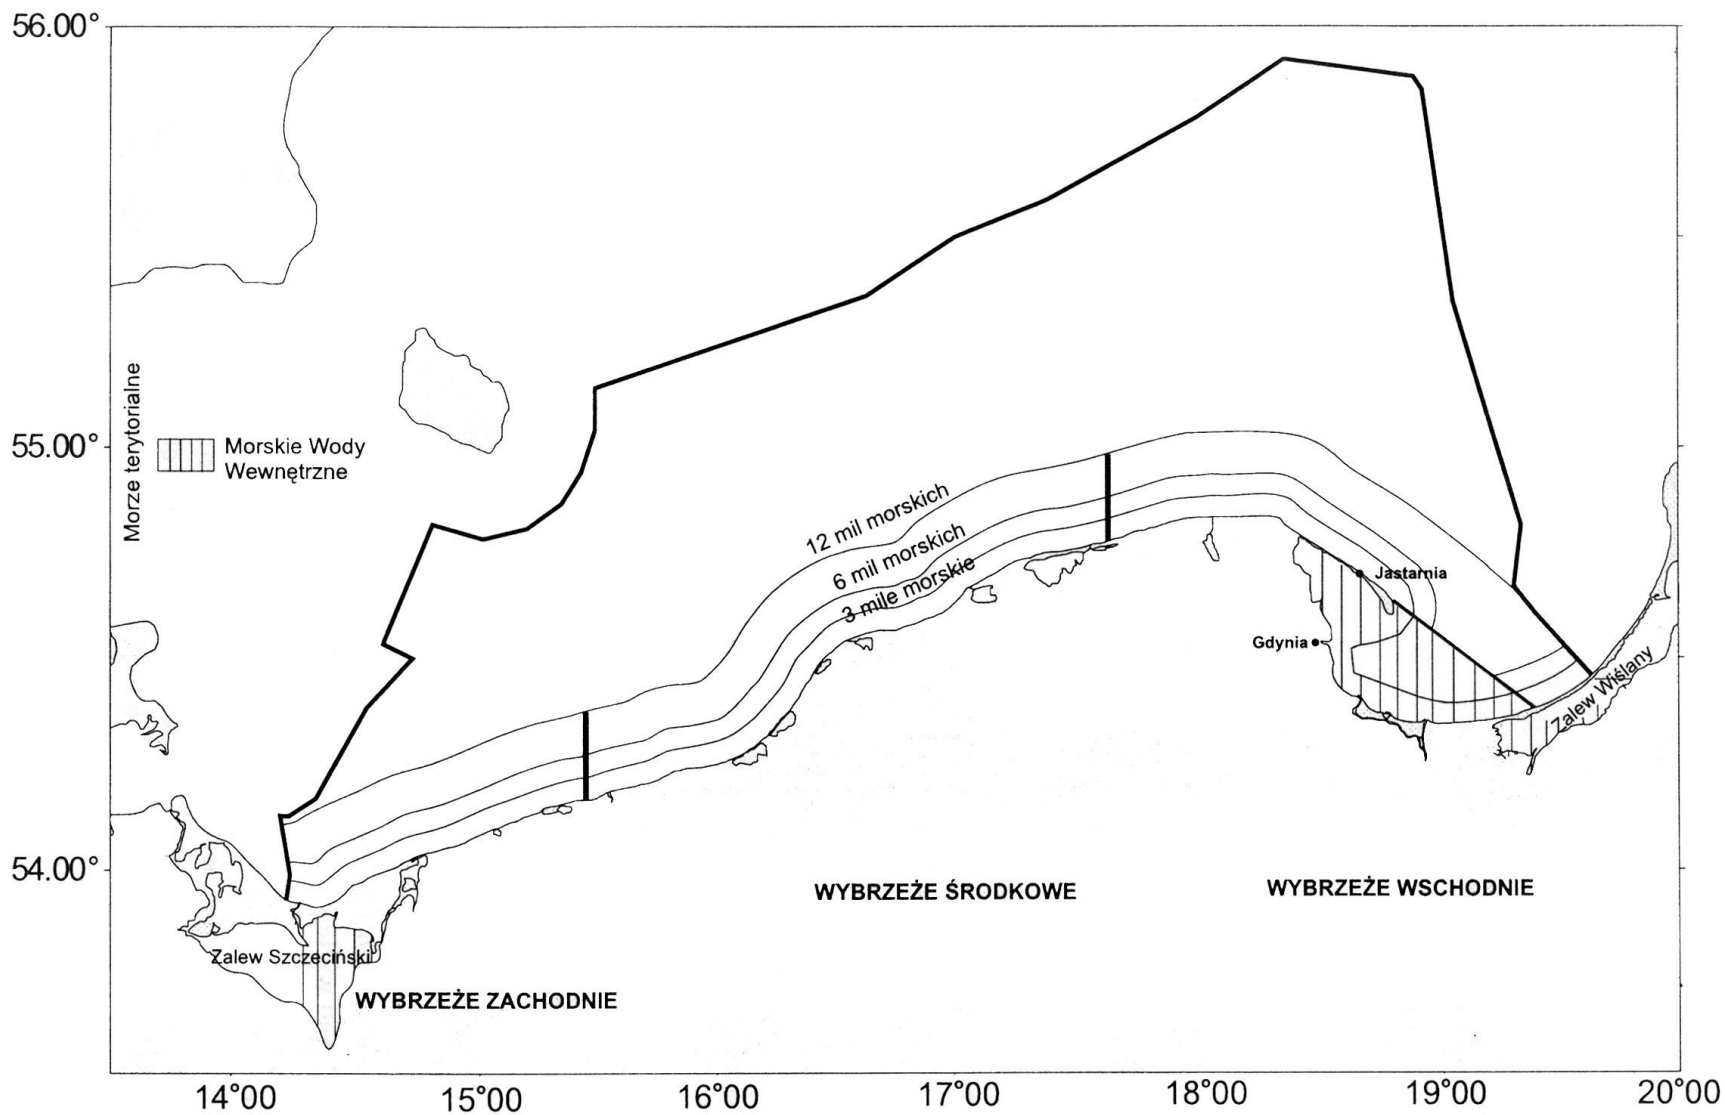 56.00°
55.00°
54.00°
Morze terytorialne
Morskie Wody
Wewnętrzne
12 mil morskich
6 mil morskich
3 mile morskie
Jastarnia
Gdynia
Zalew Wiślany
Zalew Szczeciński
WYBRZEŻE ŚRODKOWE
WYBRZEŻE WSCHODNIE
WYBRZEŻE ZACHODNIE
14°00 15°00 16°00 17°00 18°00 19°00 20°00